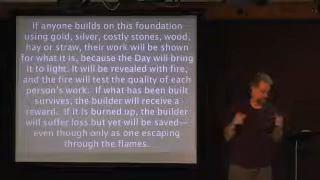 If anyone builds on this foundation
using gold, silver, costly stones, wood,
hay or straw, their work will be shown
for what it is, because the Day will bring
it to light. It will be revealed with fire,
and the fire will test the quality of each
person's work.  If what has been built
survives, the builder will receive a
reward.  If it is burned up, the builder
will suffer loss but yet will be saved—
even though only as one escaping
through the flames.